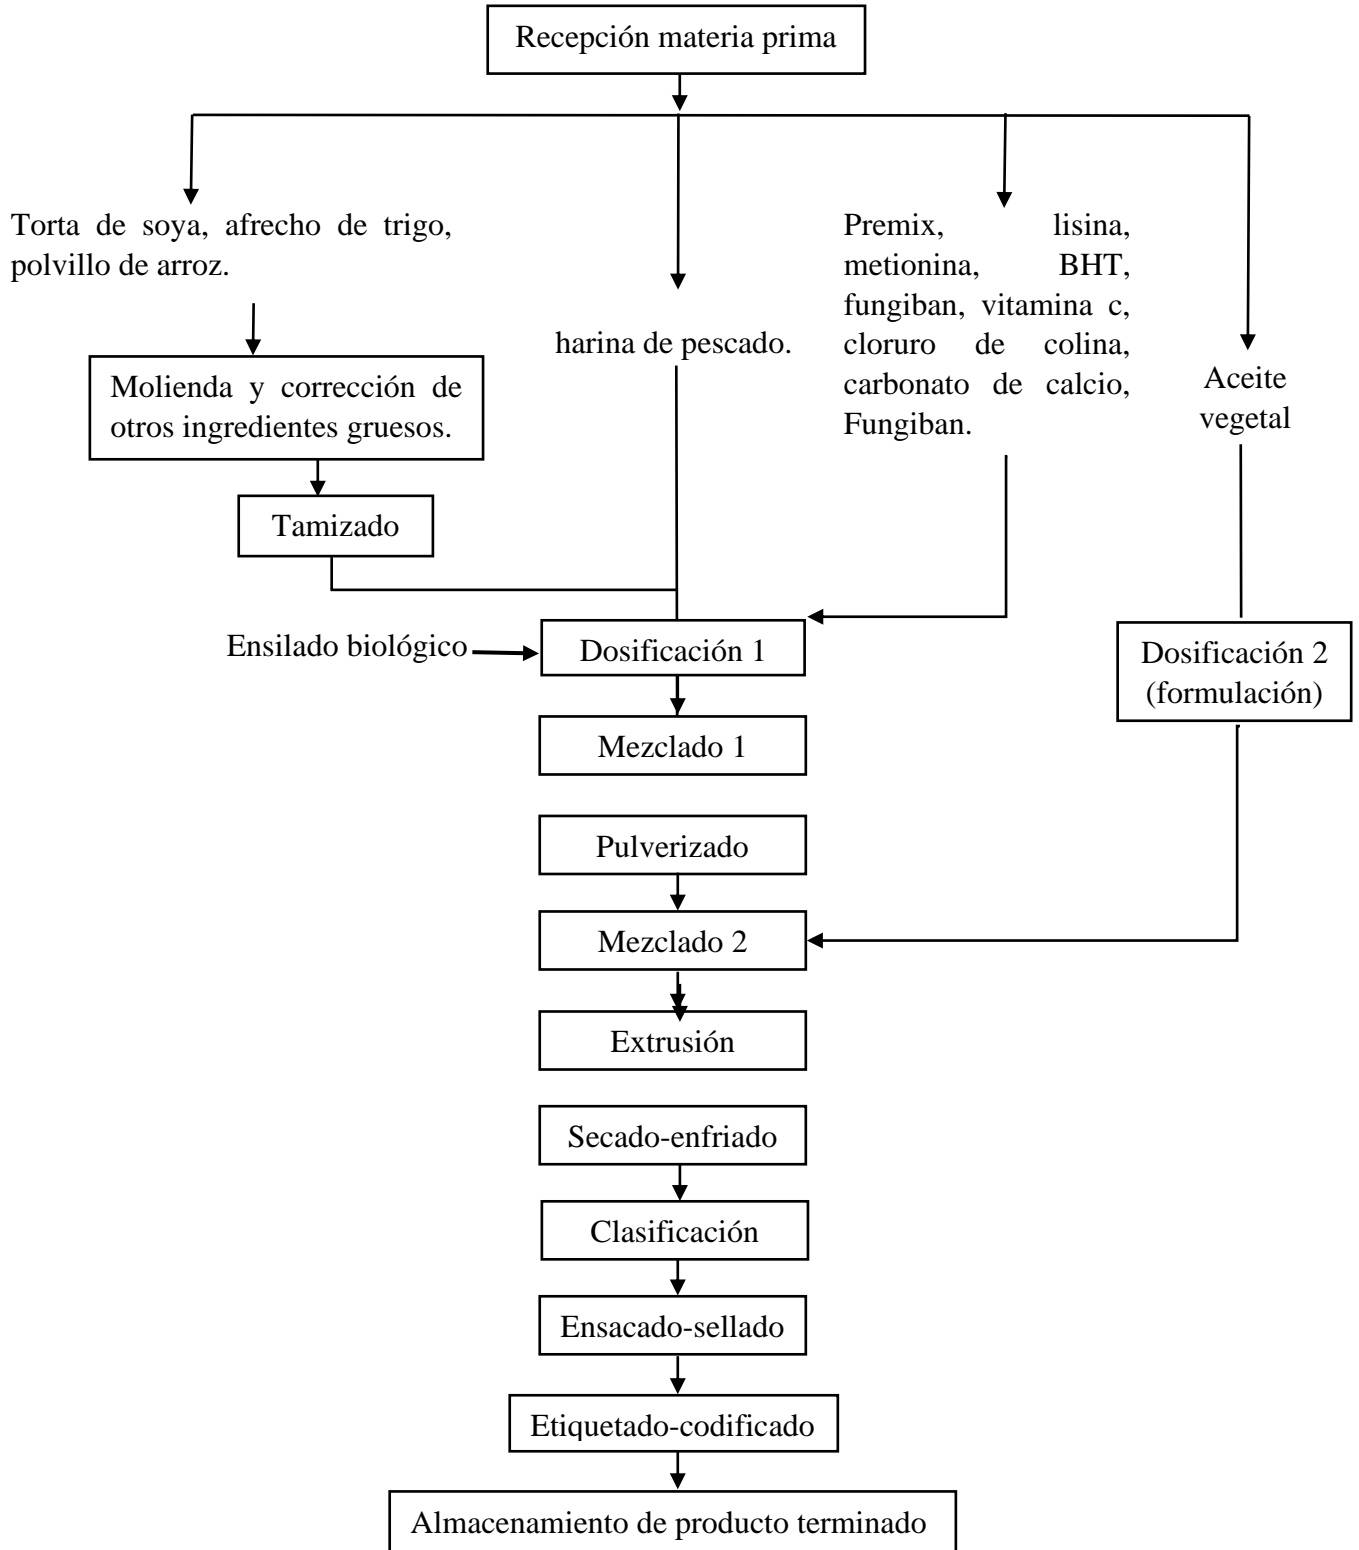 Recepción materia prima
Torta de soya, afrecho de trigo,
polvillo de arroz.
Premix, lisina,
metionina, BHT,
fungiban, vitamina c,
cloruro de colina,
carbonato de calcio,
Fungiban.
harina de pescado.
Aceite
vegetal
Molienda y corrección de
otros ingredientes gruesos.
Tamizado
Ensilado biológico
Dosificación 1
Dosificación 2
(formulación)
Mezclado 1
Pulverizado
Mezclado 2
Extrusión
Secado-enfriado
Clasificación
Ensacado-sellado
Etiquetado-codificado
Almacenamiento de producto terminado